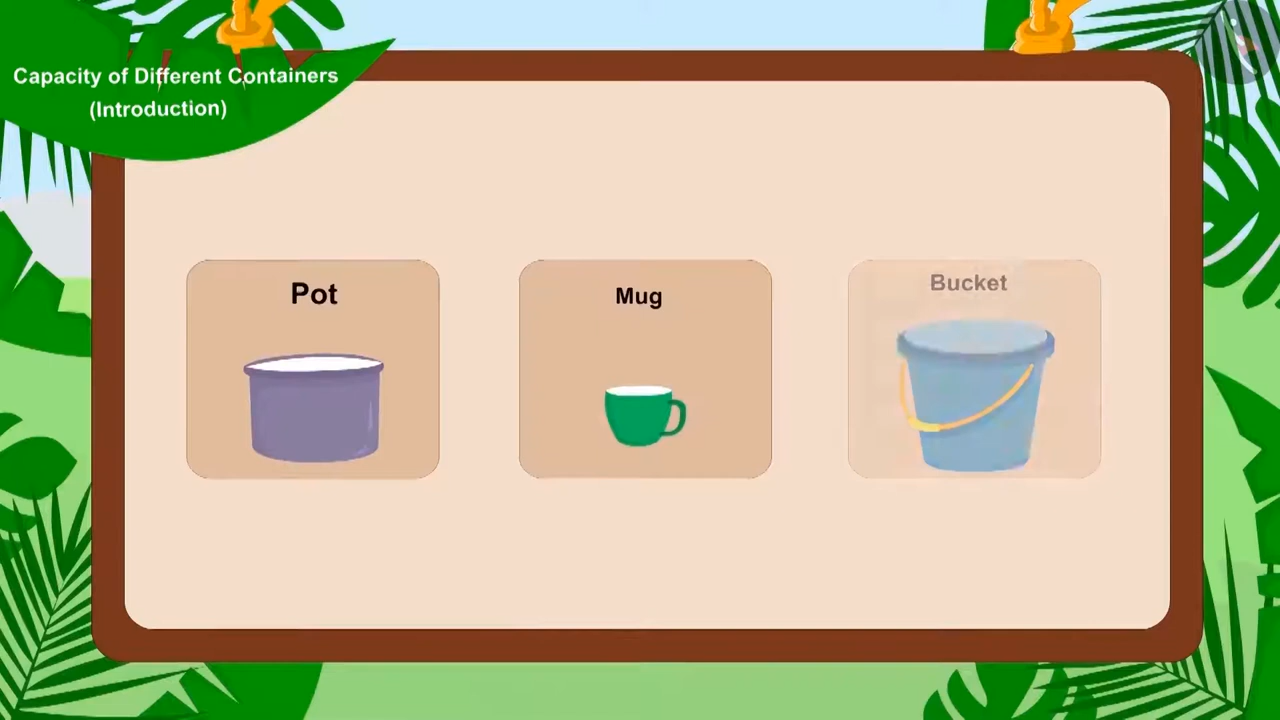 Capacity of Different Containers
(Introduction)
Pot
Mug
Bucket